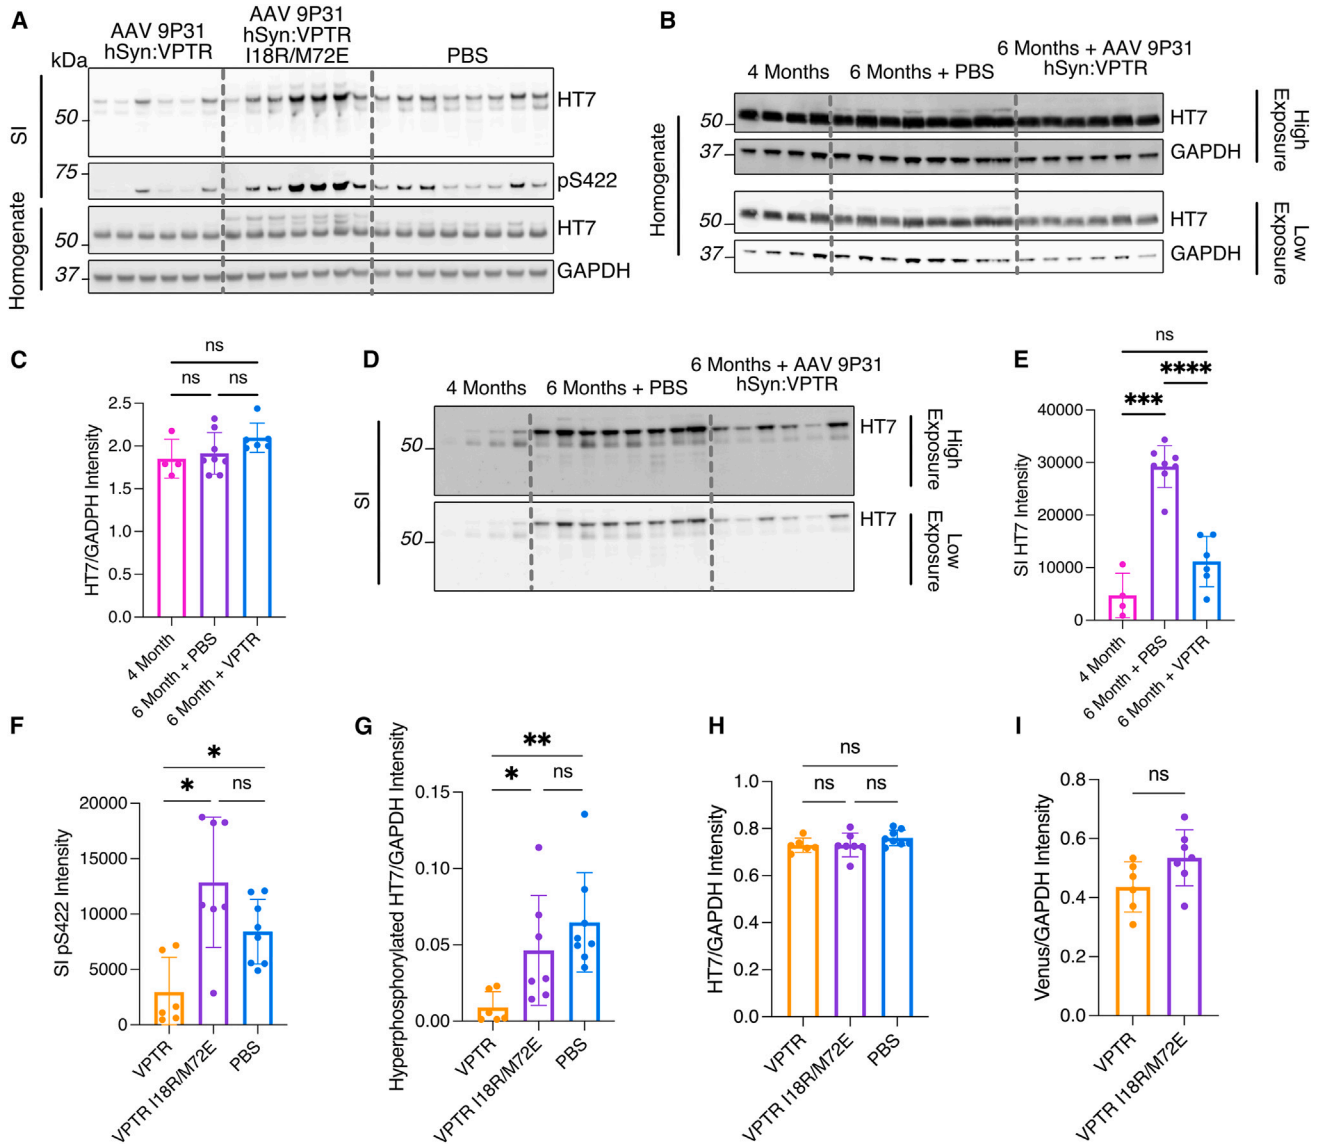 A
AAV 9P31
hSyn:VPTR
AAV 9P31
hSyn:VPTR
I18R/M72E
PBS
kDa
SI
50
HT7
75
pS422
Homogenate
50
HT7
37
GAPDH
B
4 Months
6 Months + PBS
6 Months + AAV 9P31
hSyn:VPTR
Homogenate
50
HT7
37
GAPDH
High
Exposure
50
HT7
37
GAPDH
Low
Exposure
C
ns
ns
ns
HT7/GADPH Intensity
2.5
2.0
1.5
1.0
0.5
0.0
4 Month
6 Month + PBS
6 Month + VPTR
D
4 Months
6 Months + PBS
6 Months + AAV 9P31
hSyn:VPTR
SI
50
HT7
High
Exposure
50
HT7
Low
Exposure
E
ns
****
***
SI HT7 Intensity
40000
30000
20000
10000
0
4 Month
6 Month + PBS
6 Month + VPTR
F
*
*
ns
SI pS422 Intensity
20000
15000
10000
5000
0
VPTR
VPTR I18R/M72E
PBS
G
**
*
ns
Hyperphosphorylated HT7/GAPDH Intensity
0.15
0.10
0.05
0.00
VPTR
VPTR I18R/M72E
PBS
H
ns
ns
ns
HT7/GAPDH Intensity
1.0
0.8
0.6
0.4
0.2
0.0
VPTR
VPTR I18R/M72E
PBS
I
ns
Venus/GAPDH Intensity
0.8
0.6
0.4
0.2
0.0
VPTR
VPTR I18R/M72E